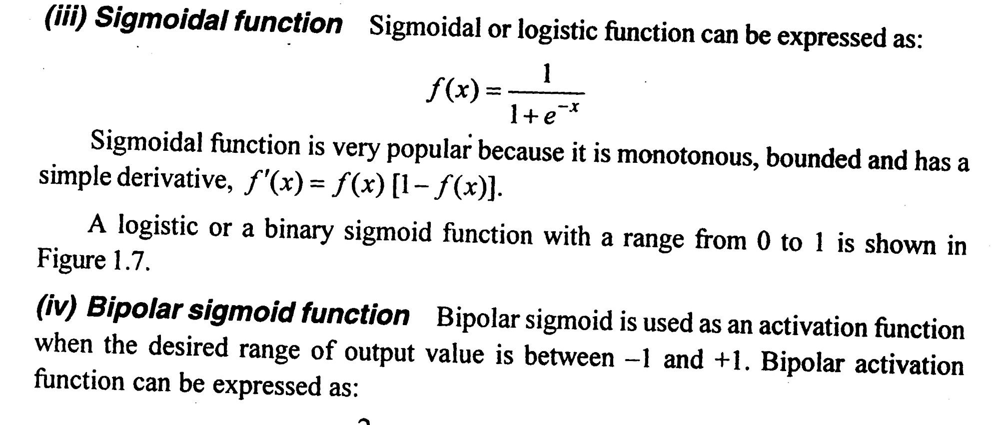 (iii) Sigmoidal function Sigmoidal or logistic function can be expressed as:
f(x) = 1 / (1 + e^{-x})
Sigmoidal function is very popular because it is monotonous, bounded and has a
simple derivative, f'(x) = f(x) [1 – f(x)].
A logistic or a binary sigmoid function with a range from 0 to 1 is shown in
Figure 1.7.
(iv) Bipolar sigmoid function Bipolar sigmoid is used as an activation function
when the desired range of output value is between –1 and +1. Bipolar activation
function can be expressed as: